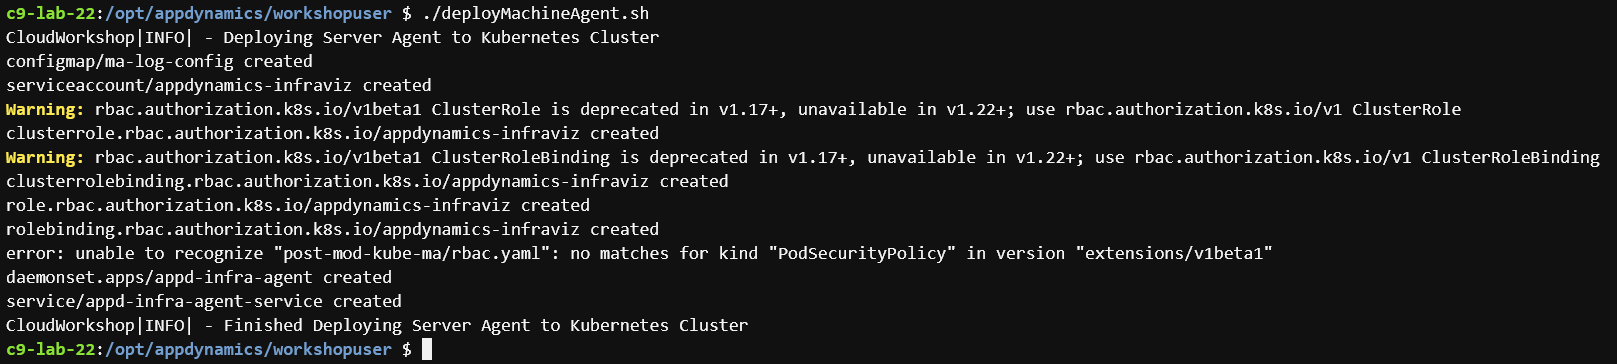 c9-lab-22:/opt/appdynamics/workshopuser $ ./deployMachineAgent.sh
CloudWorkshop|INFO| - Deploying Server Agent to Kubernetes Cluster
configmap/ma-log-config created
serviceaccount/appdynamics-infraviz created
Warning: rbac.authorization.k8s.io/v1beta1 ClusterRole is deprecated in v1.17+, unavailable in v1.22+; use rbac.authorization.k8s.io/v1 ClusterRole
clusterrole.rbac.authorization.k8s.io/appdynamics-infraviz created
Warning: rbac.authorization.k8s.io/v1beta1 ClusterRoleBinding is deprecated in v1.17+, unavailable in v1.22+; use rbac.authorization.k8s.io/v1 ClusterRoleBinding
clusterrolebinding.rbac.authorization.k8s.io/appdynamics-infraviz created
role.rbac.authorization.k8s.io/appdynamics-infraviz created
rolebinding.rbac.authorization.k8s.io/appdynamics-infraviz created
error: unable to recognize "post-mod-kube-ma/rbac.yaml": no matches for kind "PodSecurityPolicy" in version "extensions/v1beta1"
daemonset.apps/appd-infra-agent created
service/appd-infra-agent-service created
CloudWorkshop|INFO| - Finished Deploying Server Agent to Kubernetes Cluster
c9-lab-22:/opt/appdynamics/workshopuser $